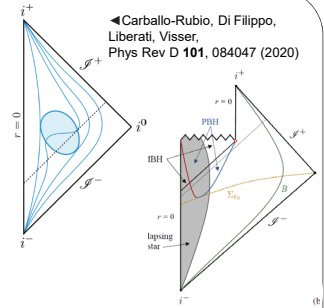 i⁺
◄Carballo-Rubio, Di Filippo,
Liberati, Visser,
Phys Rev D 101, 084047 (2020)
𝓘⁺
r = 0
i⁰
𝓘⁻
i⁻
i⁺
r = 0
PBH
𝓘⁺
fBH
Σt₀
B
r = 0
𝓘⁻
lapsing
star
i⁻
(b